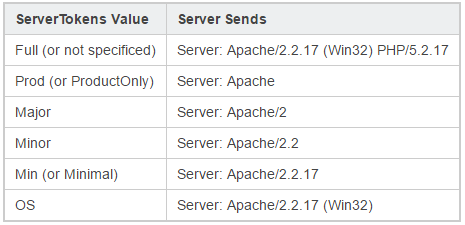 ServerTokens Value Server Sends
Full (or not specificed) Server: Apache/2.2.17 (Win32) PHP/5.2.17
Prod (or ProductOnly) Server: Apache
Major Server: Apache/2
Minor Server: Apache/2.2
Min (or Minimal) Server: Apache/2.2.17
OS Server: Apache/2.2.17 (Win32)